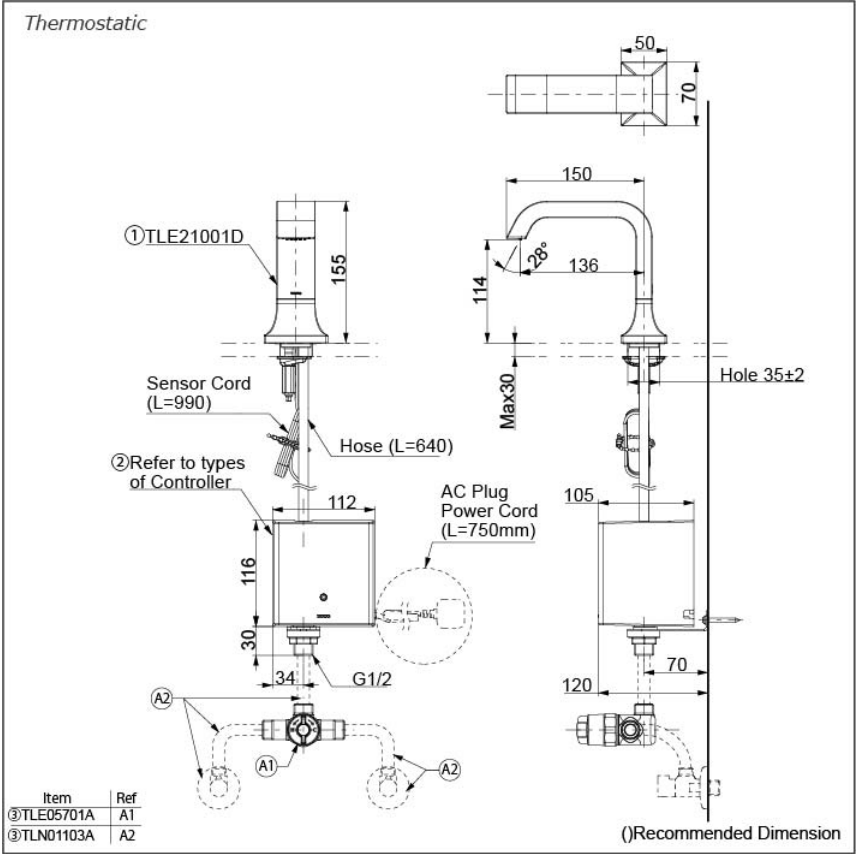 Thermostatic
50
70
150
①TLE21001D
155
28°
136
114
Max30
Hole 35±2
Sensor Cord
(L=990)
Hose (L=640)
②Refer to types
of Controller
112
AC Plug
Power Cord
(L=750mm)
105
116
30
34
G1/2
70
120
A2
A1
A2
Item Ref
③TLE05701A A1
③TLN01103A A2
()Recommended Dimension